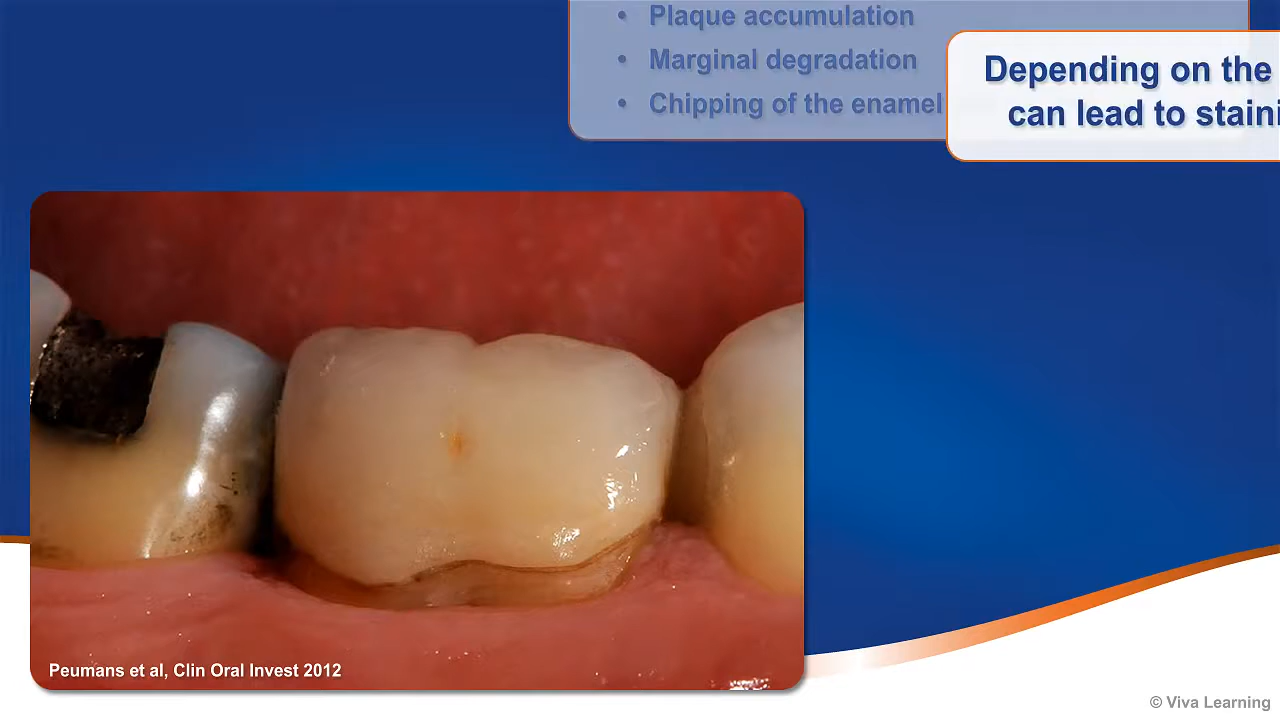 • Plaque accumulation
• Marginal degradation
• Chipping of the enamel
Depending on the
can lead to
Peumans et al, Clin Oral Invest 2012
© Viva Learning